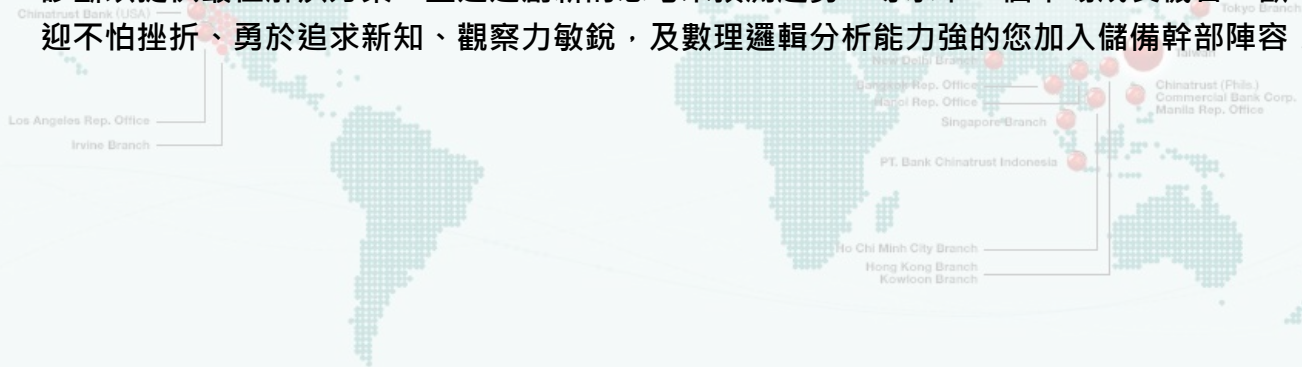 迎不怕挫折、勇於追求新知、觀察力敏銳，及數理邏輯分析能力強的您加入儲備幹部陣容
Chinatrust Bank (USA)
Tokyo Branch
Taiwan
New Delhi Branch
Bangkok Rep. Office
Hanoi Rep. Office
Chinatrust (Phils.)
Commercial Bank Corp.
Manila Rep. Office
Los Angeles Rep. Office
Singapore Branch
Irvine Branch
PT. Bank Chinatrust Indonesia
Ho Chi Minh City Branch
Hong Kong Branch
Kowloon Branch